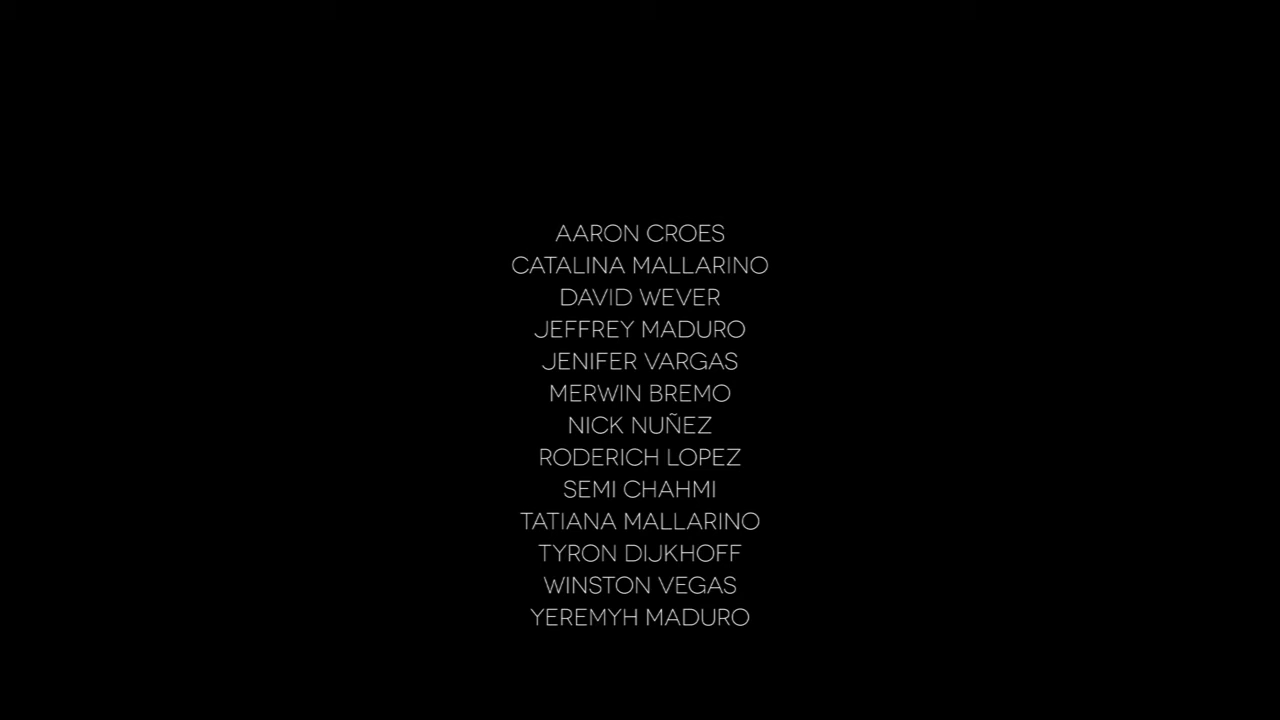 AARON CROES
CATALINA MALLARINO
DAVID WEVER
JEFFREY MADURO
JENIFER VARGAS
MERWIN BREMO
NICK NUÑEZ
RODERICH LOPEZ
SEMI CHAHMI
TATIANA MALLARINO
TYRON DIJKHOFF
WINSTON VEGAS
YEREMYH MADURO